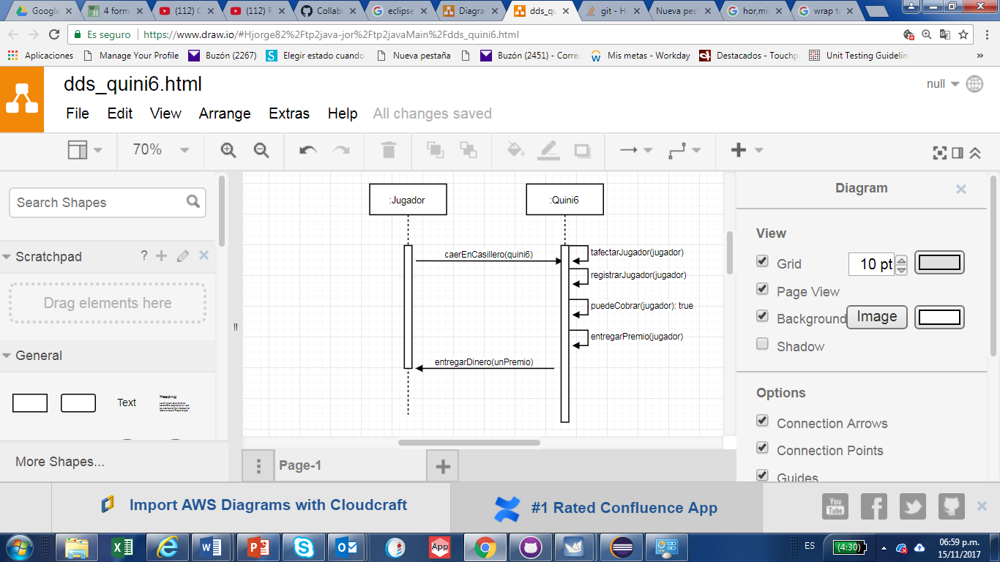 Google
4 form
(112) C
(112) F
Collab
eclipse
Diagra
dds_qu
git - H
Nueva pes
hor,mi
wrap t
Es seguro
https://www.draw.io/#Hjorge82%2Ftp2java-jor%2Ftp2javaMain%2Fdds_quini6.html
Aplicaciones
Manage Your Profile
Buzón (2267)
Elegir estado cuando
Nueva pestaña
Buzón (2451) - Corre
Mis metas - Workday
Destacados - Touchp
Unit Testing Guidelin
»
dds_quini6.html
null
File Edit View Arrange Extras Help All changes saved
70%
Search Shapes
Scratchpad
?
Drag elements here
General
Text
Heading
More Shapes...
:Jugador
:Quini6
caerEnCasillero(quini6)
tafectarJugador(jugador)
registrarJugador(jugador)
puedeCobrar(jugador): true
entregarPremio(jugador)
entregarDinero(unPremio)
Page-1
Diagram
View
Grid
10 pt
Page View
Background
Image
Shadow
Options
Connection Arrows
Connection Points
Guides
Import AWS Diagrams with Cloudcraft
#1 Rated Confluence App
You
Tube
App
ES
(4:30)
06:59 p.m.
15/11/2017